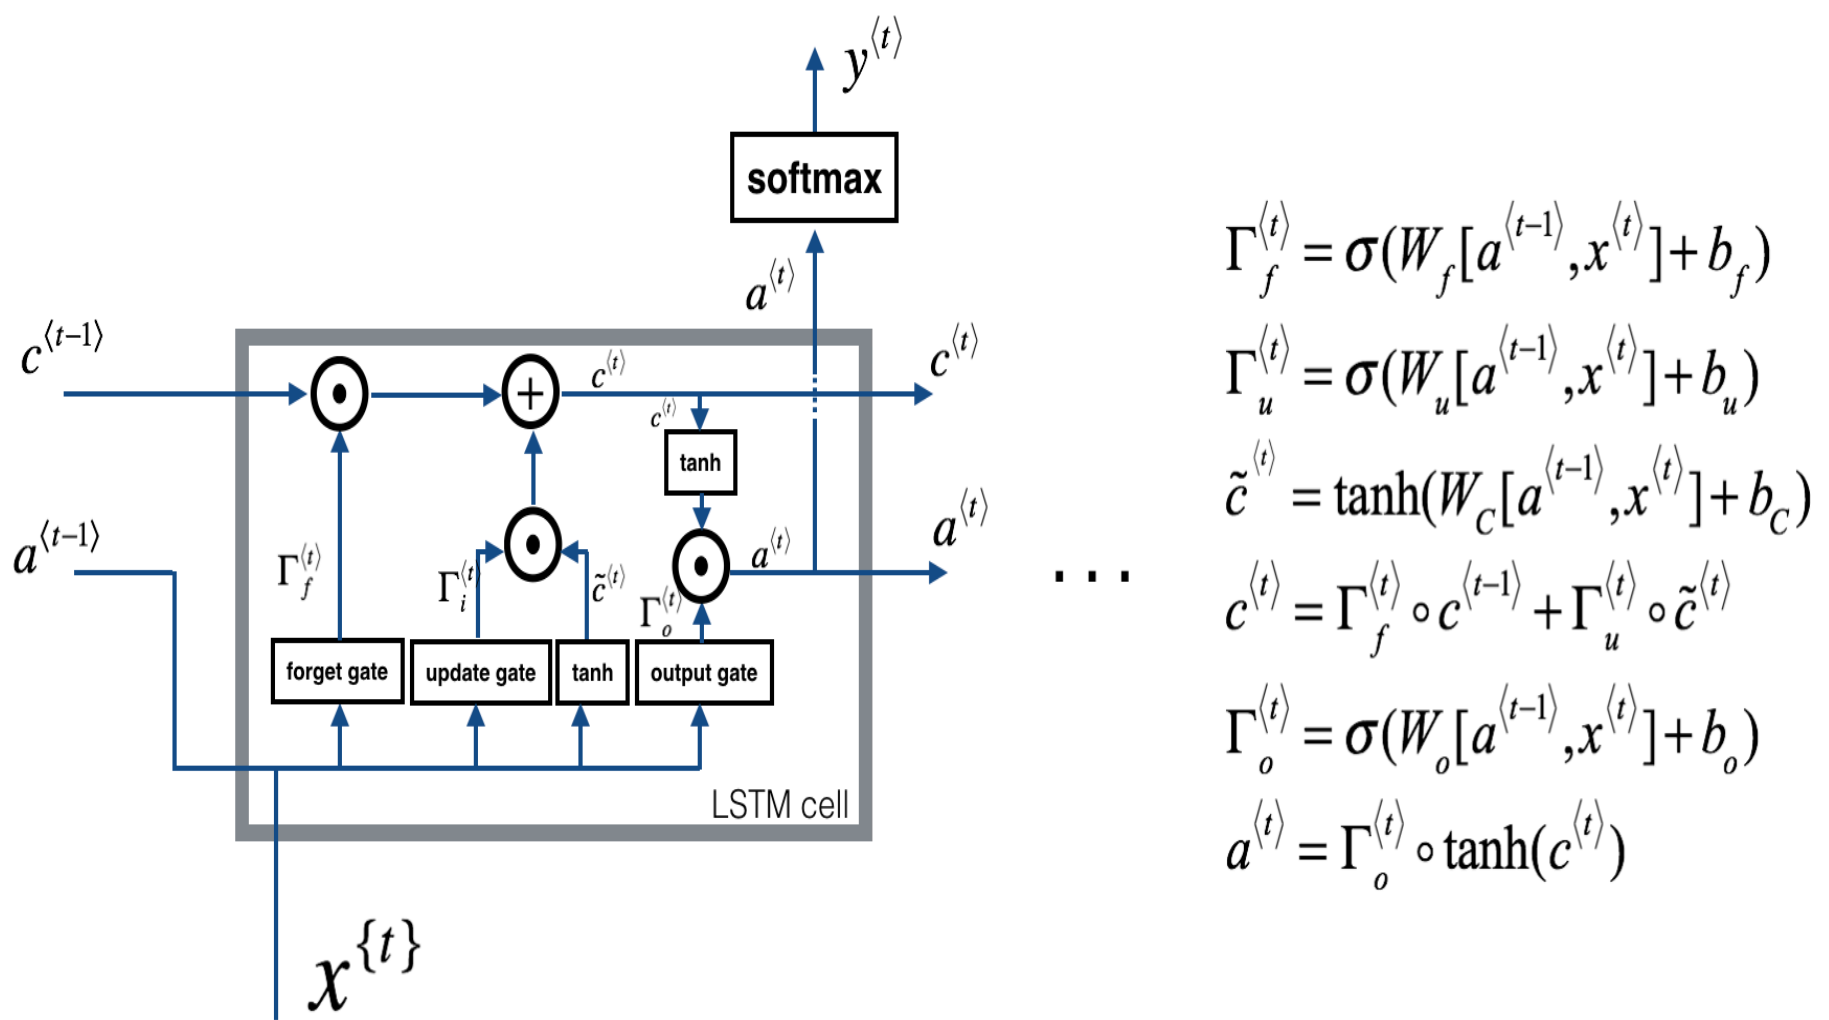 y⟨t⟩
softmax
a⟨t⟩
c⟨t−1⟩
c⟨t⟩
c⟨t⟩
c⟨t⟩
tanh
a⟨t−1⟩
Γf⟨t⟩
Γi⟨t⟩
c̃⟨t⟩
Γo⟨t⟩
a⟨t⟩
a⟨t⟩
forget gate
update gate
tanh
output gate
LSTM cell
x{t}
...
Γf⟨t⟩ = σ(Wf[a⟨t−1⟩,x⟨t⟩]+bf)
Γu⟨t⟩ = σ(Wu[a⟨t−1⟩,x⟨t⟩]+bu)
c̃⟨t⟩ = tanh(WC[a⟨t−1⟩,x⟨t⟩]+bC)
c⟨t⟩ = Γf⟨t⟩∘c⟨t−1⟩+Γu⟨t⟩∘c̃⟨t⟩
Γo⟨t⟩ = σ(Wo[a⟨t−1⟩,x⟨t⟩]+bo)
a⟨t⟩ = Γo⟨t⟩∘tanh(c⟨t⟩)